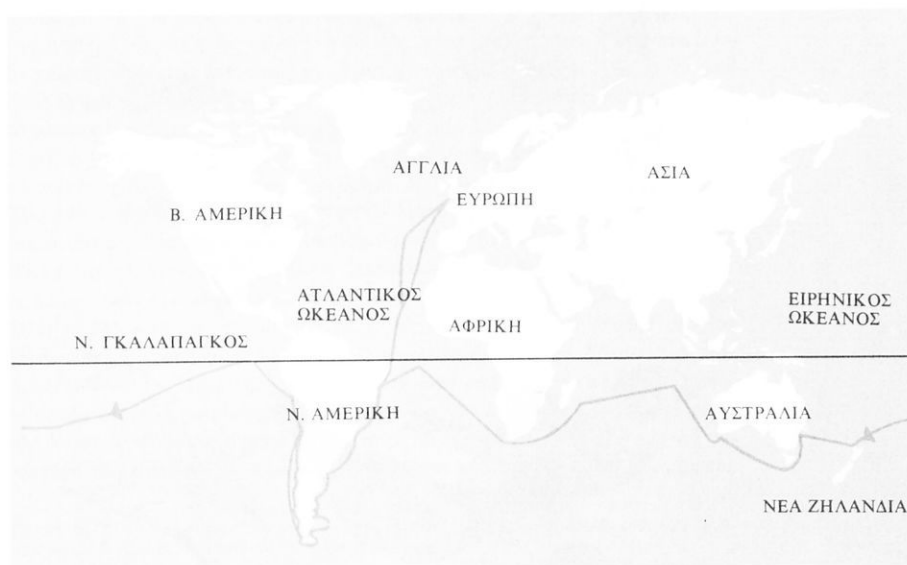 ΑΓΓΛΙΑ
ΑΣΙΑ
ΕΥΡΩΠΗ
Β. ΑΜΕΡΙΚΗ
ΑΤΛΑΝΤΙΚΟΣ
ΩΚΕΑΝΟΣ
ΕΙΡΗΝΙΚΟΣ
ΩΚΕΑΝΟΣ
ΑΦΡΙΚΗ
Ν. ΓΚΑΛΑΠΑΓΚΟΣ
Ν. ΑΜΕΡΙΚΗ
ΑΥΣΤΡΑΛΙΑ
ΝΕΑ ΖΗΛΑΝΔΙΑ